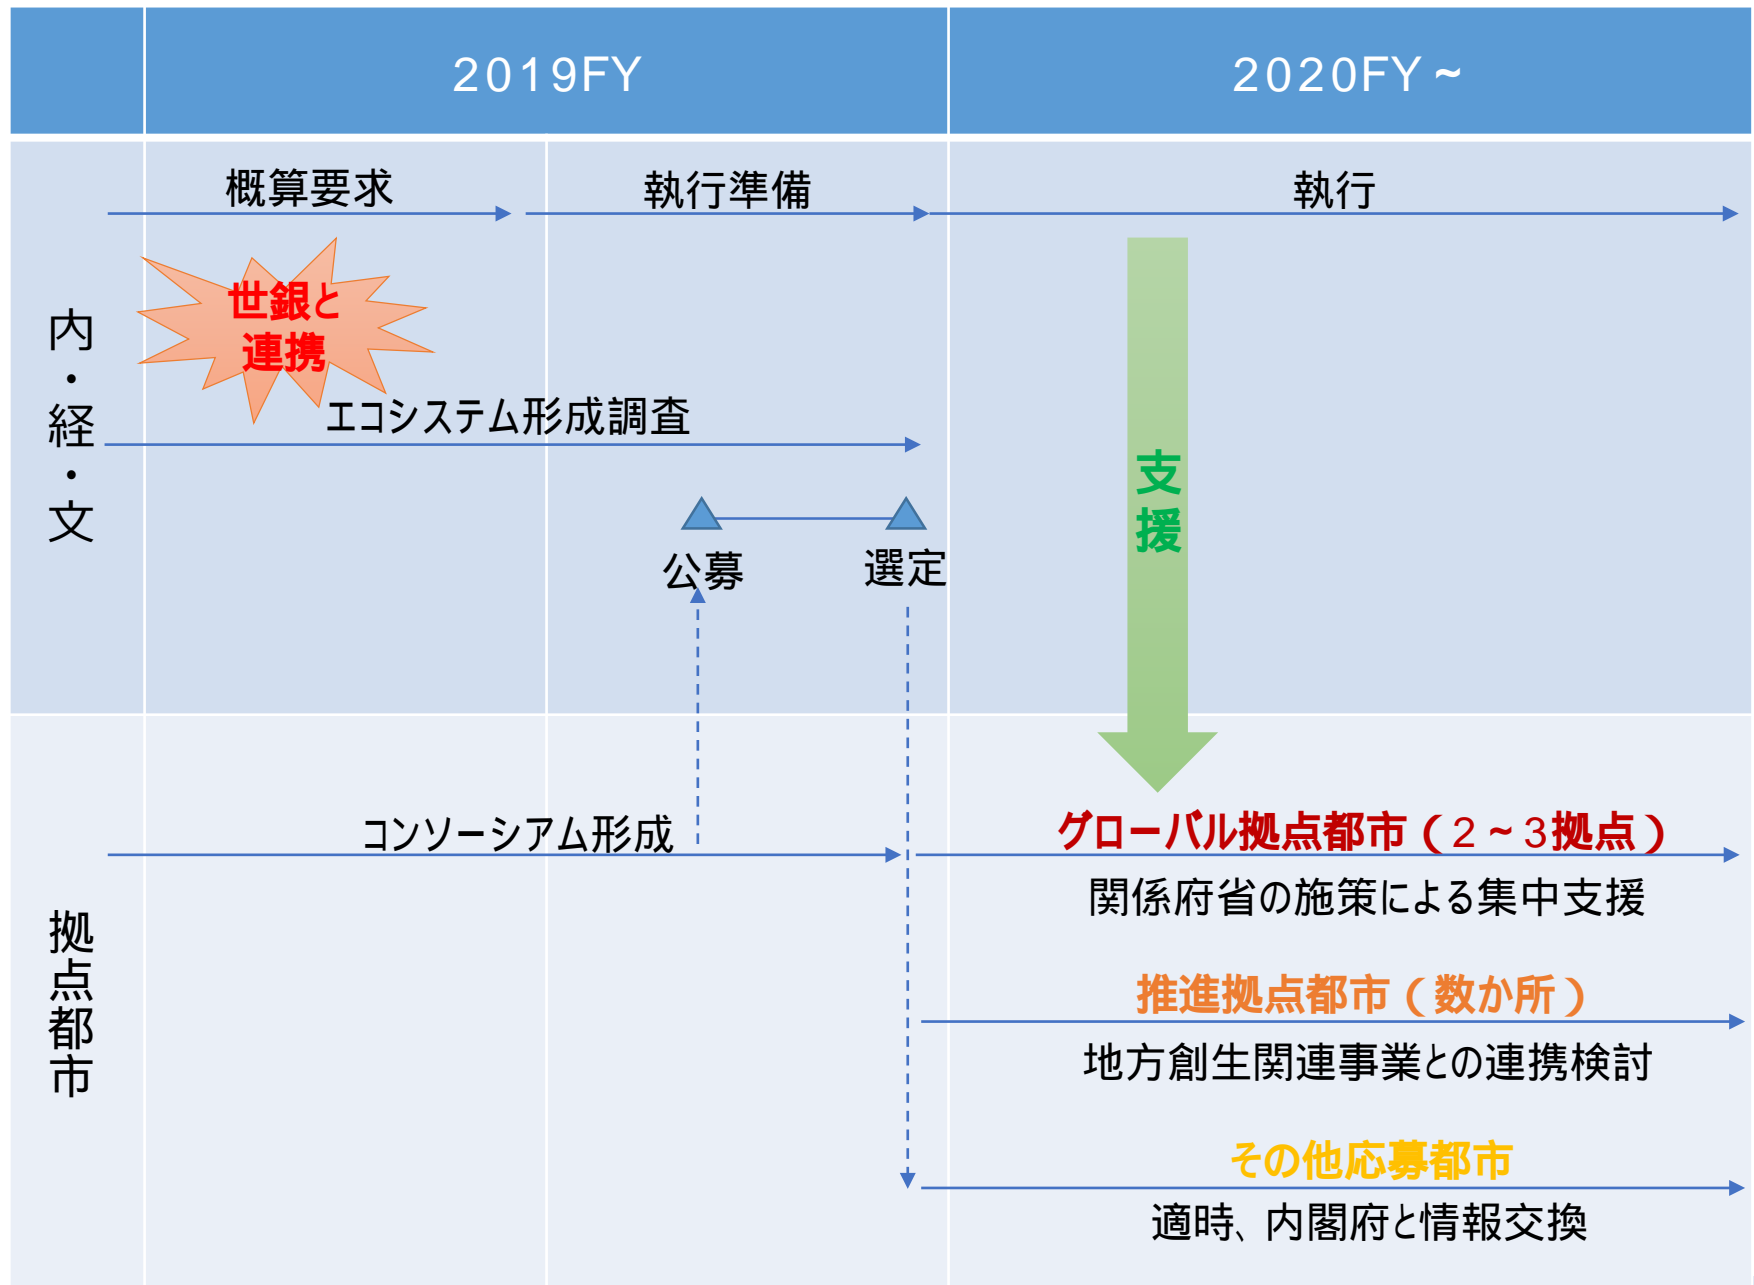 2019FY
2020FY~
概算要求
執行準備
執行
世銀と
連携
内・経・文
エコシステム形成調査
支援
公募
選定
拠点都市
コンソーシアム形成
グローバル拠点都市(2~3拠点)
関係府省の施策による集中支援
推進拠点都市(数か所)
地方創生関連事業との連携検討
その他応募都市
適時、内閣府と情報交換